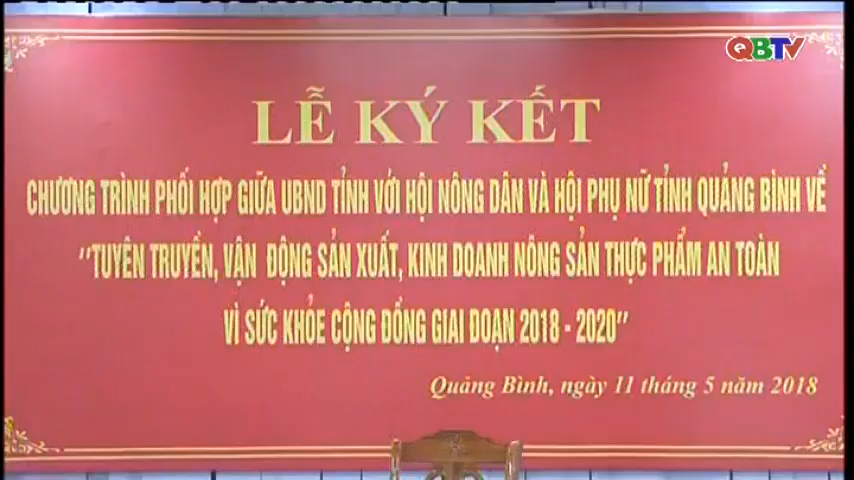 QBTV
LỄ KÝ KẾT
CHƯƠNG TRÌNH PHỐI HỢP GIỮA UBND TỈNH VỚI HỘI NÔNG DÂN VÀ HỘI PHỤ NỮ TỈNH QUẢNG BÌNH VỀ
"TUYÊN TRUYỀN, VẬN ĐỘNG SẢN XUẤT, KINH DOANH NÔNG SẢN THỰC PHẨM AN TOÀN
VÌ SỨC KHỎE CỘNG ĐỒNG GIAI ĐOẠN 2018 - 2020"
Quảng Bình, ngày 11 tháng 5 năm 2018